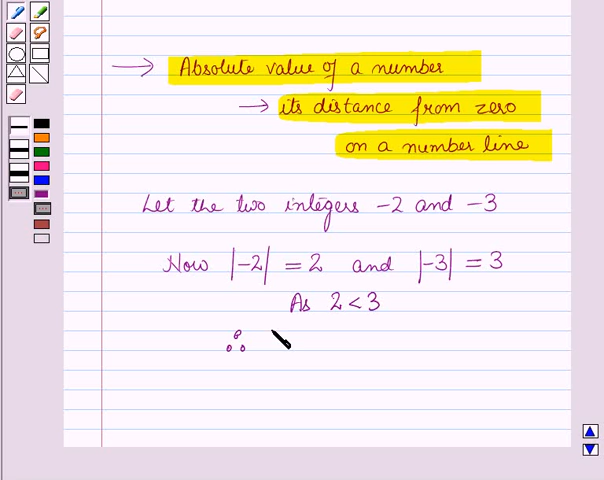 → Absolute value of a number
→ its distance from zero
on a number line
Let the two integers -2 and -3
Now |-2| = 2 and |-3| = 3
As 2 < 3
∴